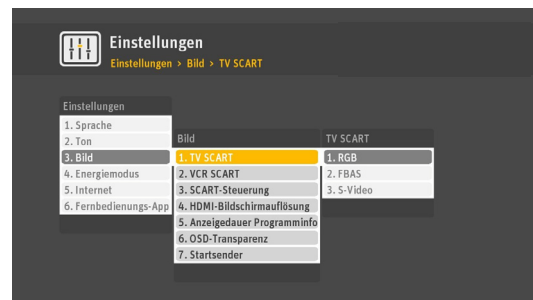 Einstellungen
Einstellungen > Bild > TV SCART
Einstellungen
1. Sprache
2. Ton
3. Bild
4. Energiemodus
5. Internet
6. Fernbedienungs-App
Bild
1. TV SCART
2. VCR SCART
3. SCART-Steuerung
4. HDMI-Bildschirmauflösung
5. Anzeigedauer Programminfo
6. OSD-Transparenz
7. Startsender
TV SCART
1. RGB
2. FBAS
3. S-Video